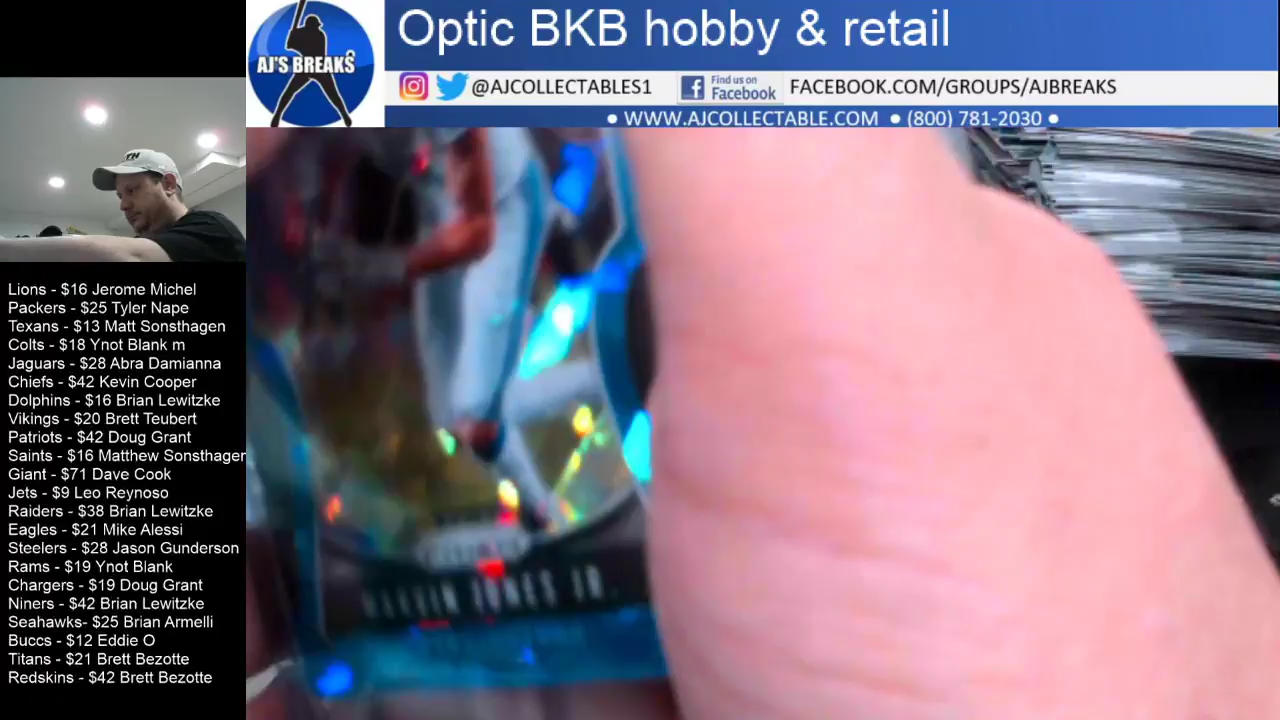 Optic BKB hobby & retail
AJ'S BREAKS
@AJCOLLECTABLES1
Find us on
Facebook
FACEBOOK.COM/GROUPS/AJBREAKS
● WWW.AJCOLLECTABLE.COM ● (800) 781-2030 ●
Lions - $16 Jerome Michel
Packers - $25 Tyler Nape
Texans - $13 Matt Sonsthagen
Colts - $18 Ynot Blank m
Jaguars - $28 Abra Damianna
Chiefs - $42 Kevin Cooper
Dolphins - $16 Brian Lewitzke
Vikings - $20 Brett Teubert
Patriots - $42 Doug Grant
Saints - $16 Matthew Sonsthager
Giant - $71 Dave Cook
Jets - $9 Leo Reynoso
Raiders - $38 Brian Lewitzke
Eagles - $21 Mike Alessi
Steelers - $28 Jason Gunderson
Rams - $19 Ynot Blank
Chargers - $19 Doug Grant
Niners - $42 Brian Lewitzke
Seahawks- $25 Brian Armelli
Buccs - $12 Eddie O
Titans - $21 Brett Bezotte
Redskins - $42 Brett Bezotte
MARVIN JONES JR.